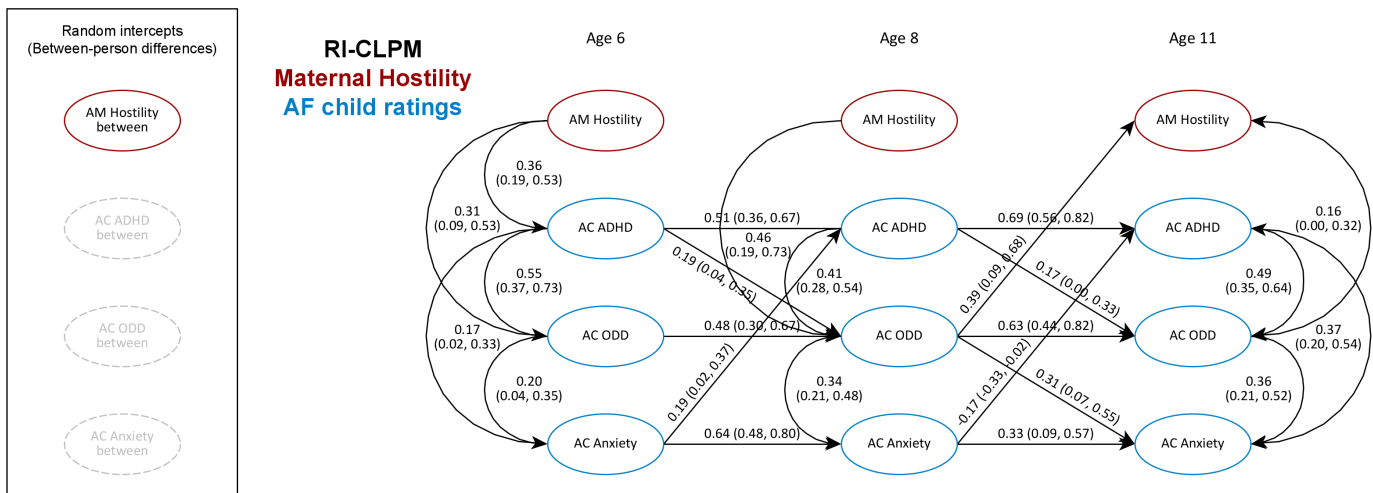 Random intercepts
(Between-person differences)
AM Hostility
between
AC ADHD
between
AC ODD
between
AC Anxiety
between
RI-CLPM
Maternal Hostility
AF child ratings
Age 6
Age 8
Age 11
AM Hostility
AM Hostility
AM Hostility
0.36
(0.19, 0.53)
0.31
(0.09, 0.53)
0.16
(0.00, 0.32)
AC ADHD
0.51 (0.36, 0.67)
AC ADHD
0.69 (0.56, 0.82)
AC ADHD
0.46
(0.19, 0.73)
0.19 (0.04, 0.35)
0.39 (0.09, 0.68)
0.17 (0.00, 0.33)
0.55
(0.37, 0.73)
0.41
(0.28, 0.54)
0.49
(0.35, 0.64)
AC ODD
0.48 (0.30, 0.67)
AC ODD
0.63 (0.44, 0.82)
AC ODD
0.17
(0.02, 0.33)
0.37
(0.20, 0.54)
0.20
(0.04, 0.35)
0.19 (0.02, 0.37)
0.34
(0.21, 0.48)
-0.17 (-0.33, -0.02)
0.31 (0.07, 0.55)
0.36
(0.21, 0.52)
AC Anxiety
0.64 (0.48, 0.80)
AC Anxiety
0.33 (0.09, 0.57)
AC Anxiety